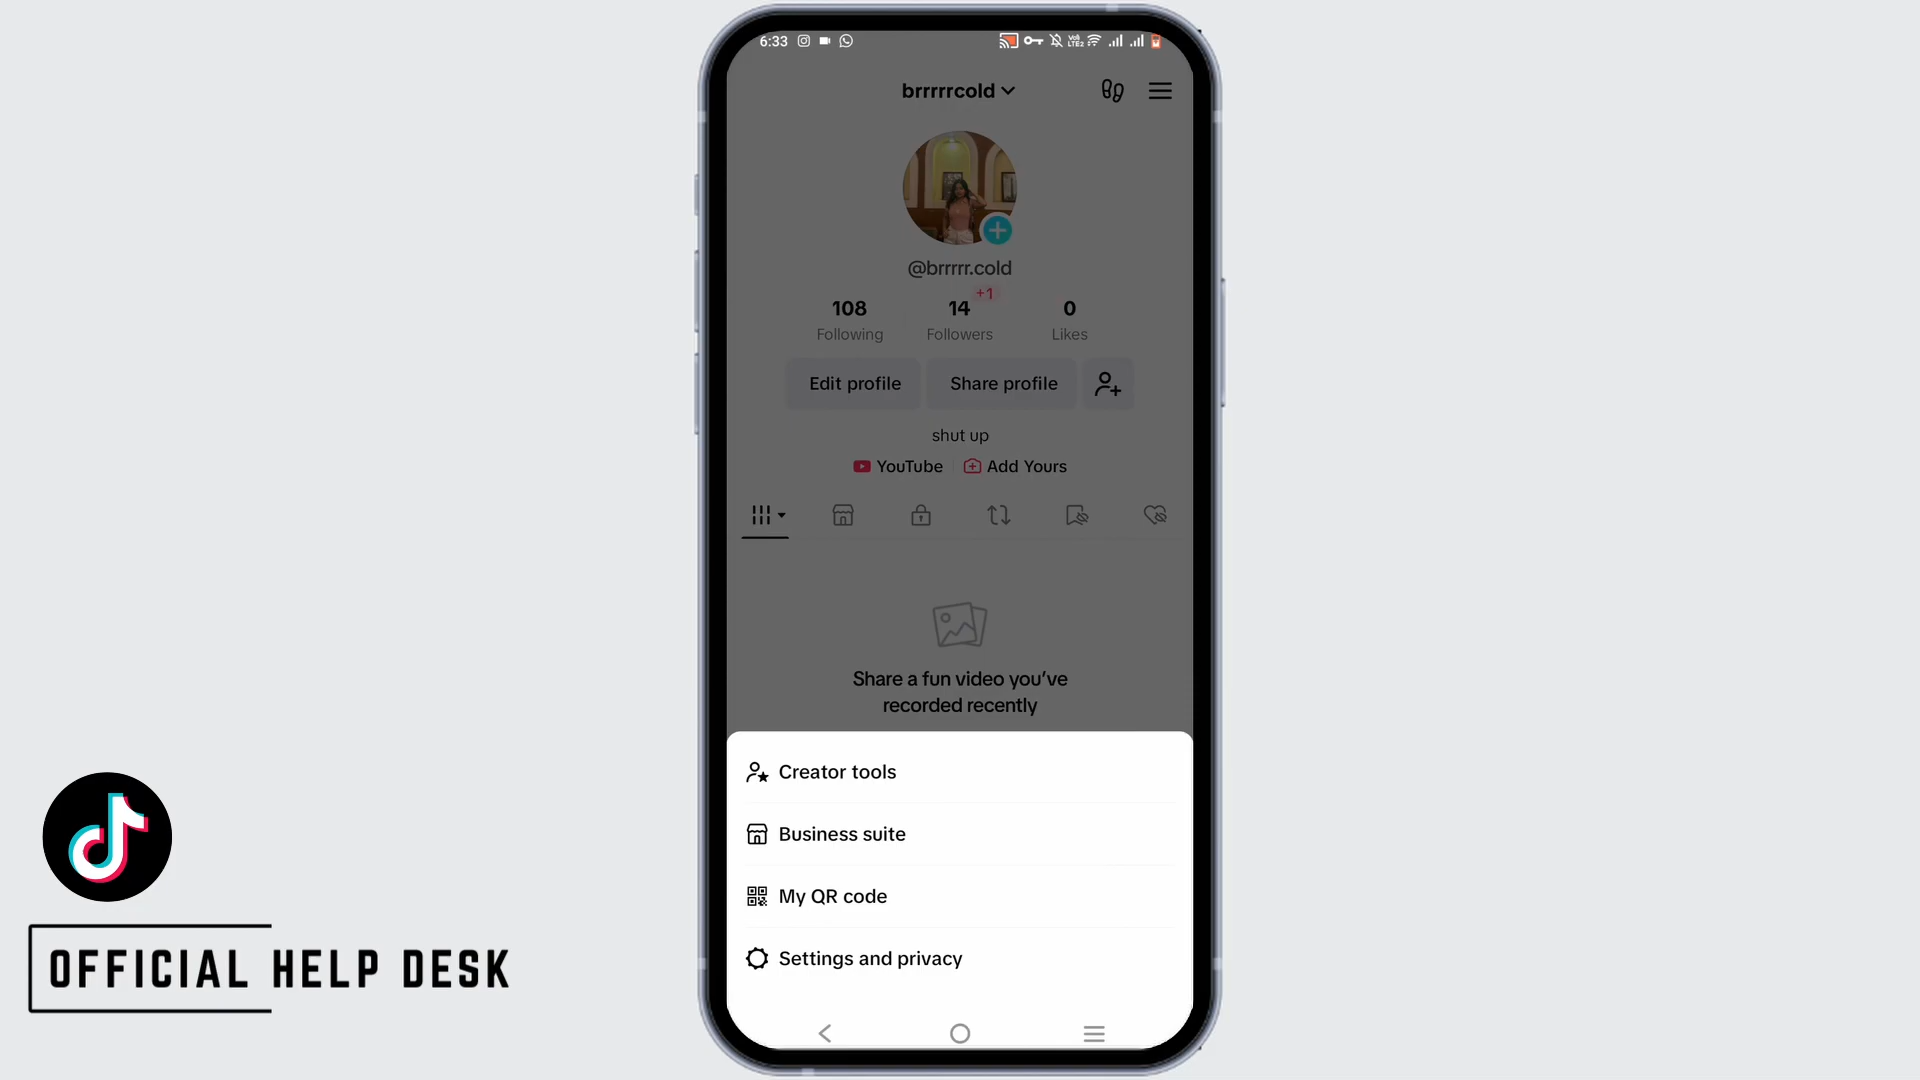 6:33
Vo)) LTE2
brrrrrcold
@brrrrr.cold
+1
108 14 0
Following Followers Likes
Edit profile Share profile
shut up
YouTube Add Yours
Share a fun video you've
recorded recently
Creator tools
Business suite
My QR code
Settings and privacy
OFFICIAL HELP DESK